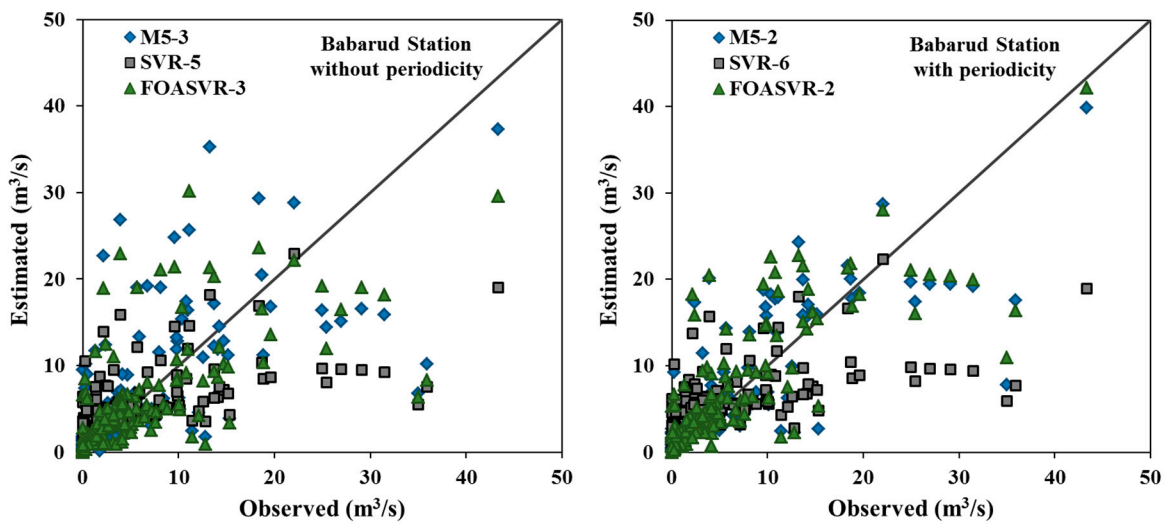 50
40
30
20
10
0
Estimated (m³/s)
M5-3
SVR-5
FOASVR-3
Babarud Station
without periodicity
0 10 20 30 40 50
Observed (m³/s)
50
40
30
20
10
0
Estimated (m³/s)
M5-2
SVR-6
FOASVR-2
Babarud Station
with periodicity
0 10 20 30 40 50
Observed (m³/s)